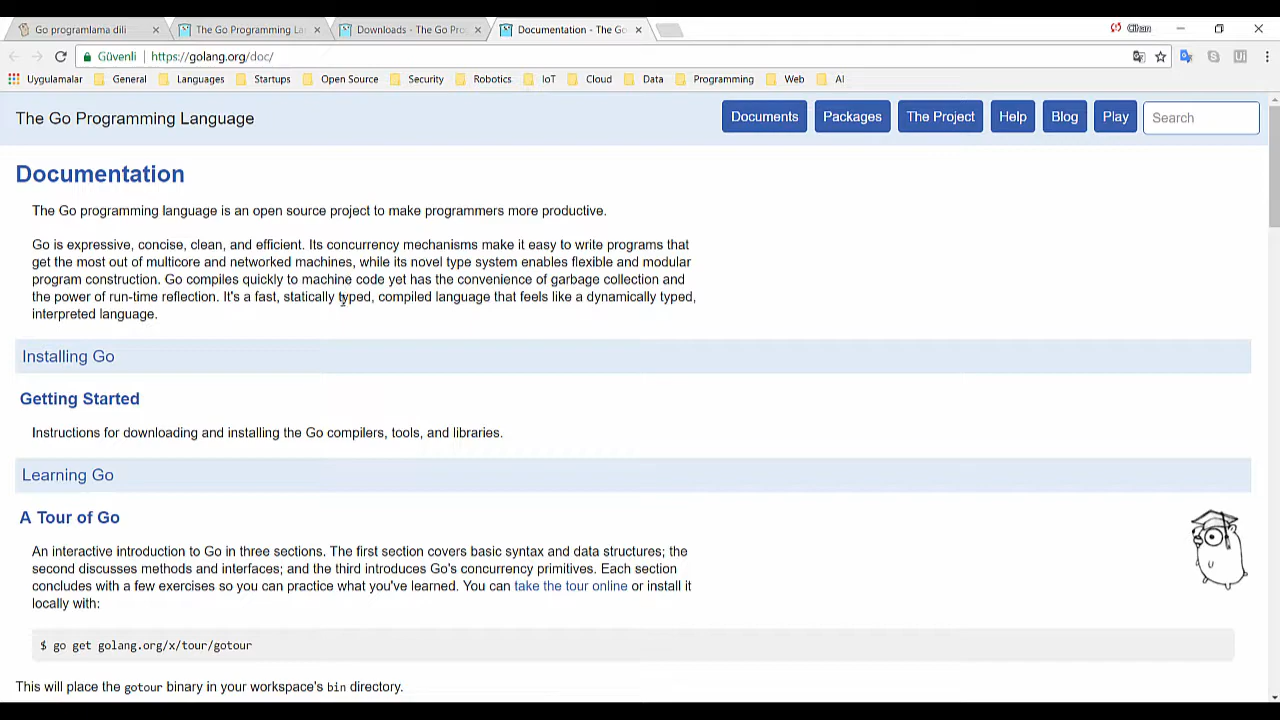 Go programlama dili
The Go Programming La
Downloads - The Go Pro
Documentation - The Go
Cihan
Güvenli
https://golang.org/doc/
Uygulamalar General Languages Startups Open Source Security Robotics IoT Cloud Data Programming Web AI
The Go Programming Language
Documents Packages The Project Help Blog Play Search
Documentation
The Go programming language is an open source project to make programmers more productive.
Go is expressive, concise, clean, and efficient. Its concurrency mechanisms make it easy to write programs that
get the most out of multicore and networked machines, while its novel type system enables flexible and modular
program construction. Go compiles quickly to machine code yet has the convenience of garbage collection and
the power of run-time reflection. It's a fast, statically typed, compiled language that feels like a dynamically typed,
interpreted language.
Installing Go
Getting Started
Instructions for downloading and installing the Go compilers, tools, and libraries.
Learning Go
A Tour of Go
An interactive introduction to Go in three sections. The first section covers basic syntax and data structures; the
second discusses methods and interfaces; and the third introduces Go's concurrency primitives. Each section
concludes with a few exercises so you can practice what you've learned. You can take the tour online or install it
locally with:
$ go get golang.org/x/tour/gotour
This will place the gotour binary in your workspace's bin directory.